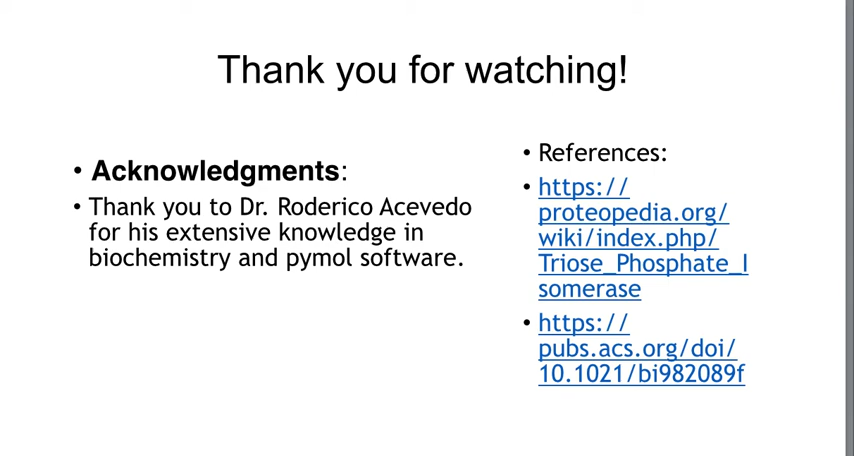 Thank you for watching!
• Acknowledgments:
• Thank you to Dr. Roderico Acevedo
for his extensive knowledge in
biochemistry and pymol software.
• References:
• https://
proteopedia.org/
wiki/index.php/
Triose_Phosphate_I
somerase
• https://
pubs.acs.org/doi/
10.1021/bi982089f